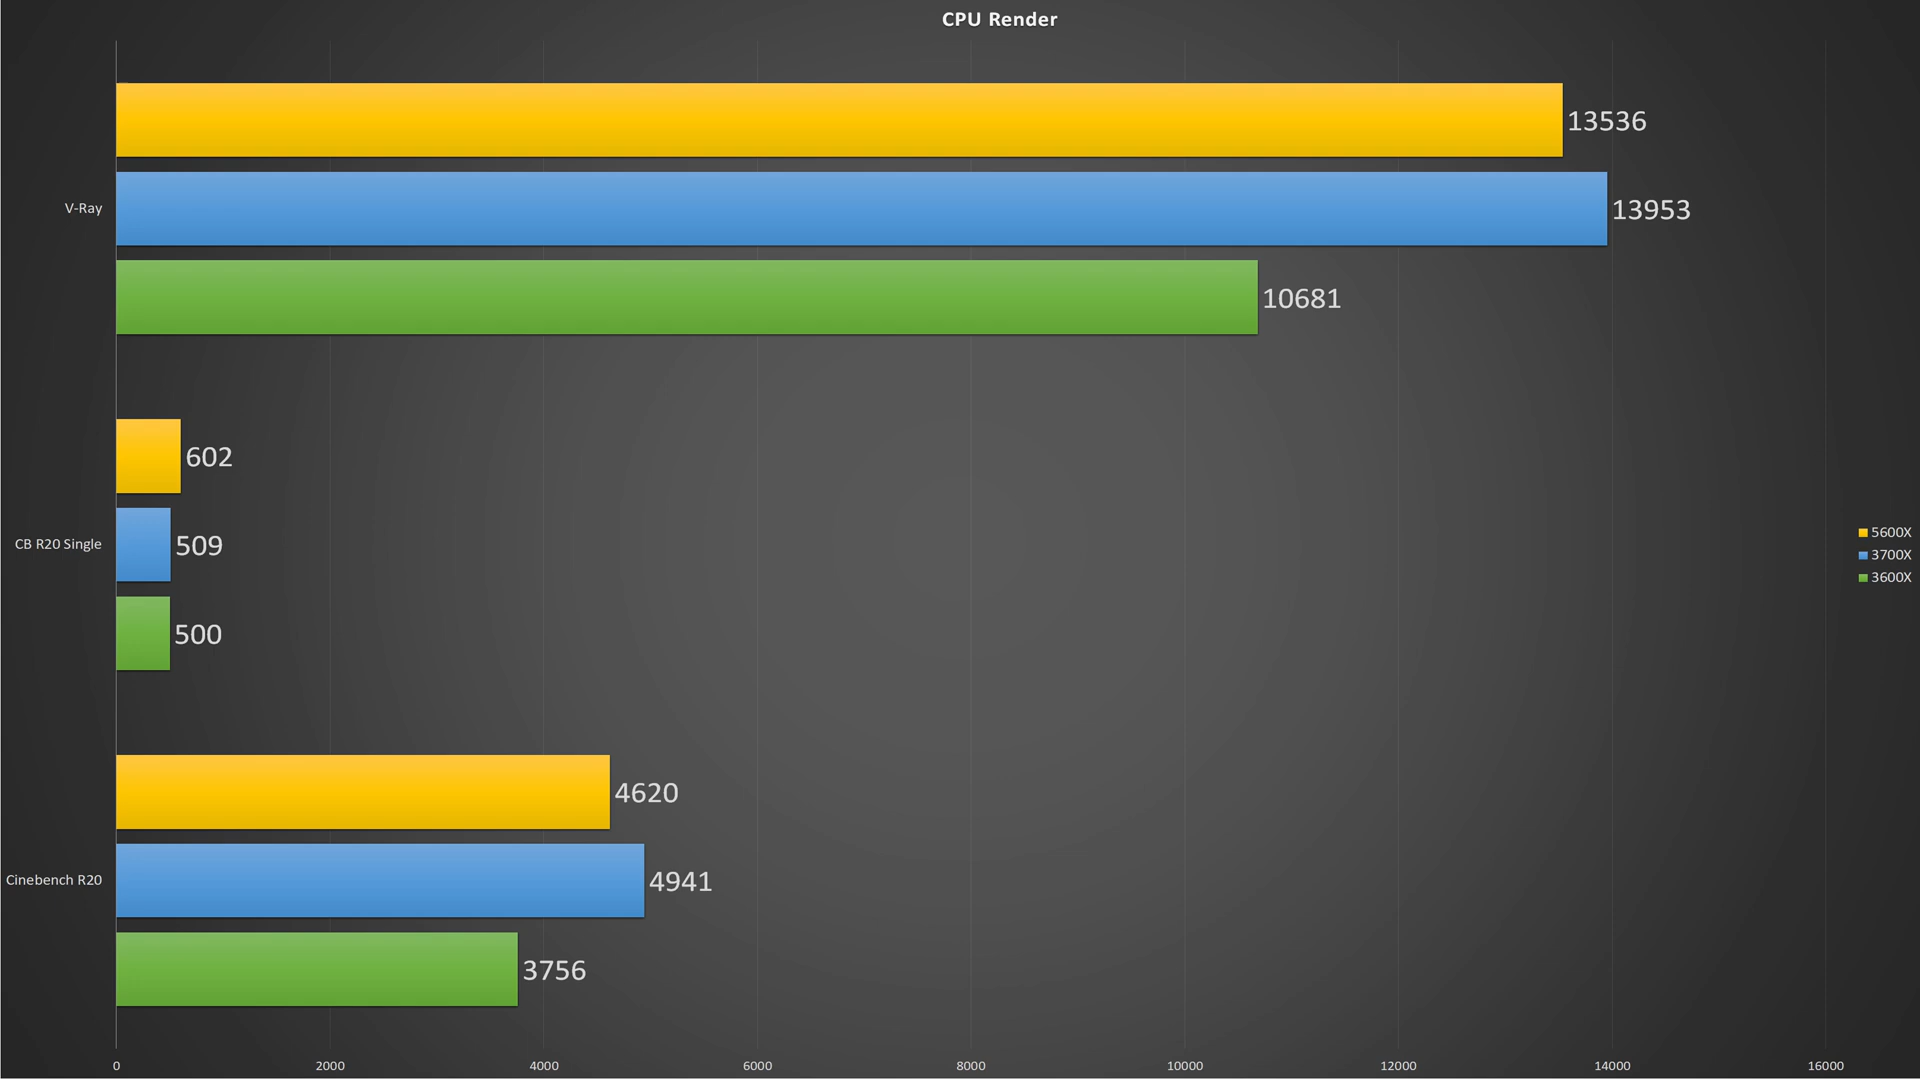 CPU Render
V-Ray
13536
13953
10681
CB R20 Single
602
509
500
Cinebench R20
4620
4941
3756
0 2000 4000 6000 8000 10000 12000 14000 16000
5600X
3700X
3600X